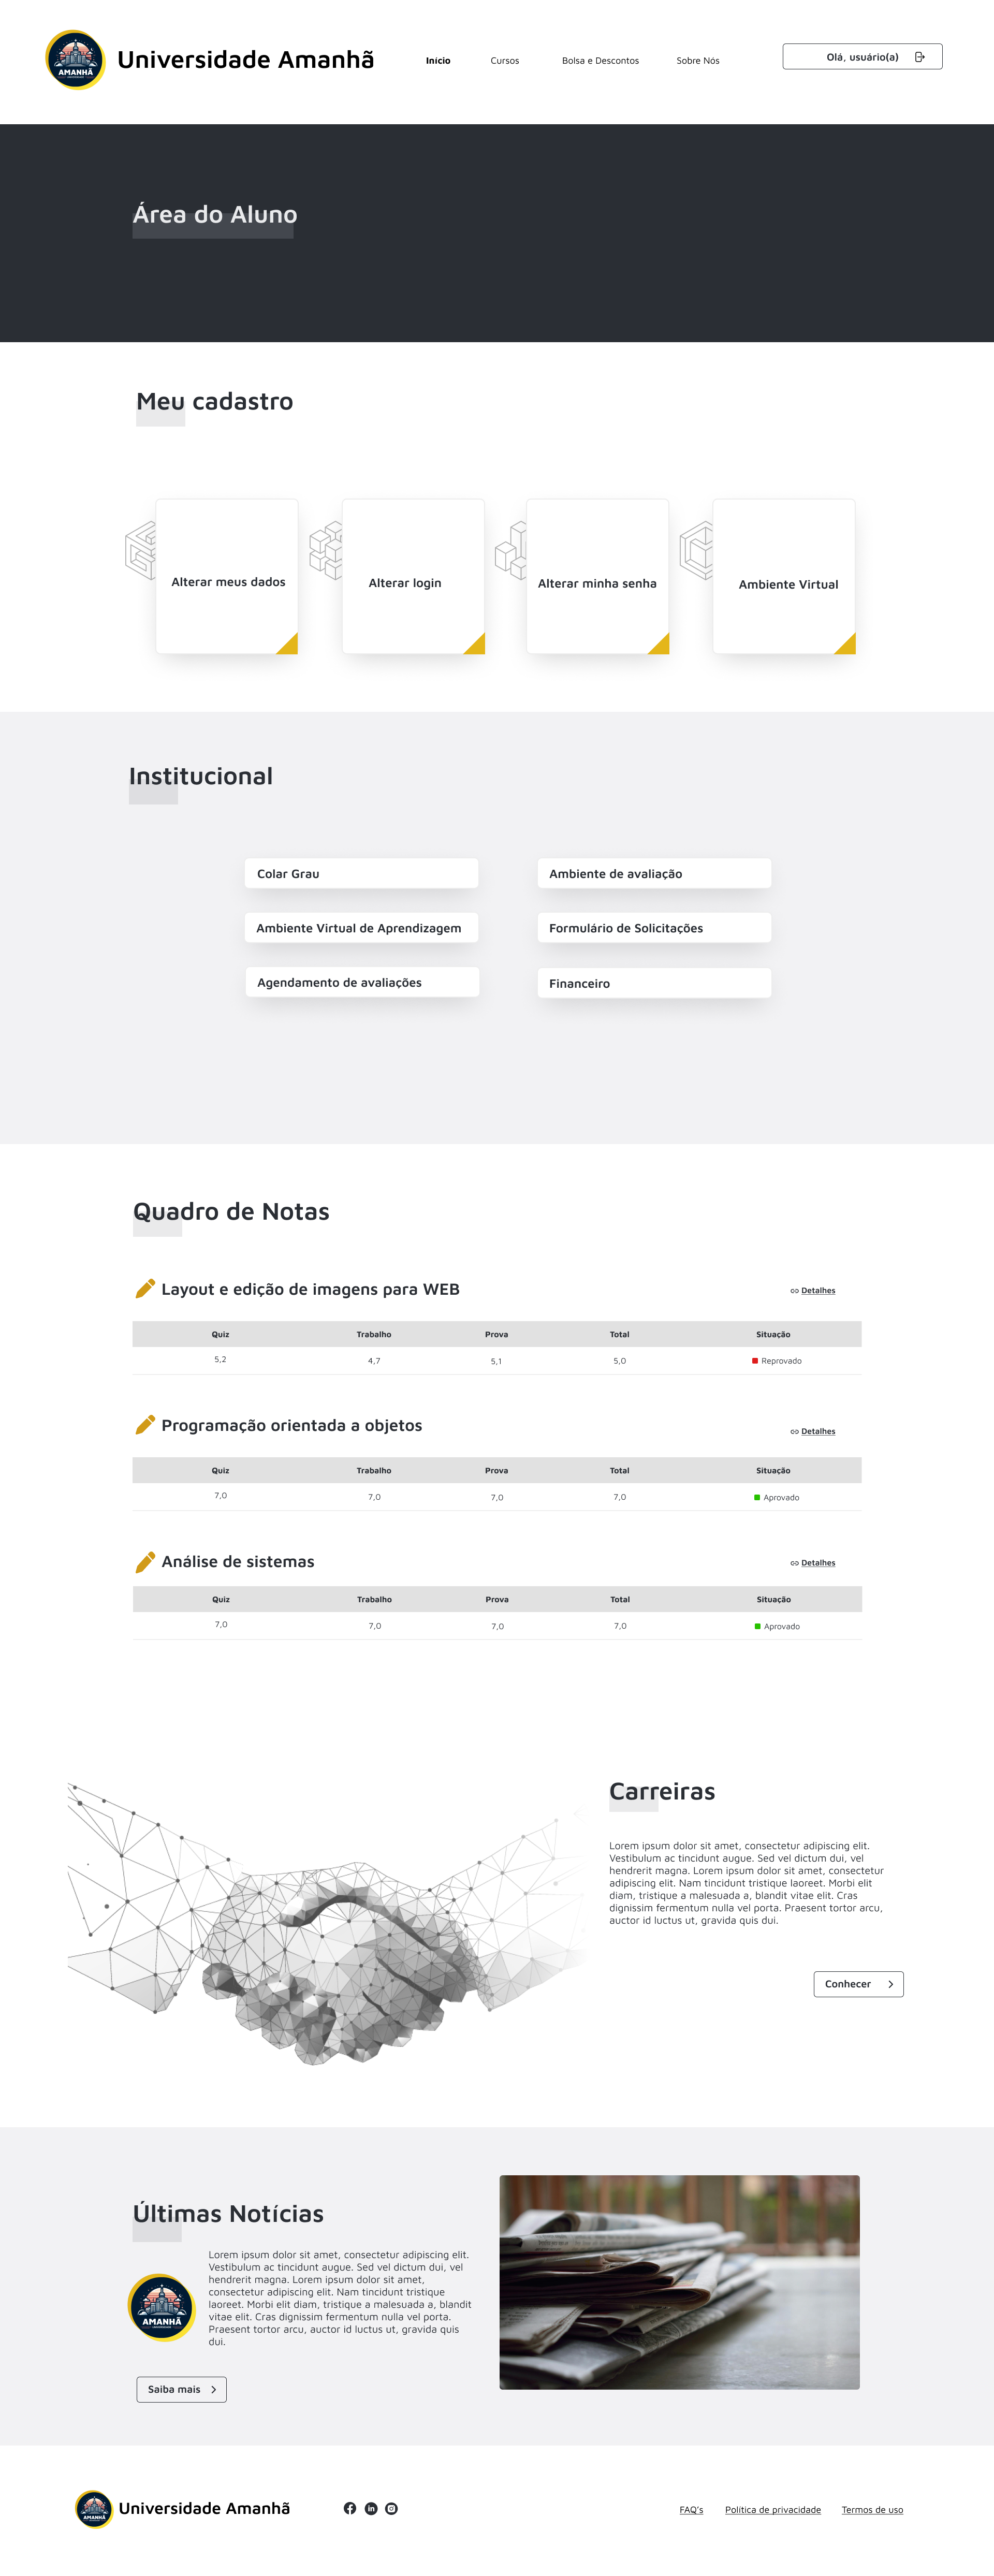 AMANHÃ
Universidade Amanhã
Início
Cursos
Bolsa e Descontos
Sobre Nós
Olá, usuário(a)
Área do Aluno
Meu cadastro
Alterar meus dados
Alterar login
Alterar minha senha
Ambiente Virtual
Institucional
Colar Grau
Ambiente de avaliação
Ambiente Virtual de Aprendizagem
Formulário de Solicitações
Agendamento de avaliações
Financeiro
Quadro de Notas
Layout e edição de imagens para WEB
Detalhes
Quiz Trabalho Prova Total Situação
5,2 4,7 5,1 5,0 Reprovado
Programação orientada a objetos
Detalhes
Quiz Trabalho Prova Total Situação
7,0 7,0 7,0 7,0 Aprovado
Análise de sistemas
Detalhes
Quiz Trabalho Prova Total Situação
7,0 7,0 7,0 7,0 Aprovado
Carreiras
Lorem ipsum dolor sit amet, consectetur adipiscing elit.
Vestibulum ac tincidunt augue. Sed vel dictum dui, vel
hendrerit magna. Lorem ipsum dolor sit amet, consectetur
adipiscing elit. Nam tincidunt tristique laoreet. Morbi elit
diam, tristique a malesuada a, blandit vitae elit. Cras
dignissim fermentum nulla vel porta. Praesent tortor arcu,
auctor id luctus ut, gravida quis dui.
Conhecer
Últimas Notícias
Lorem ipsum dolor sit amet, consectetur adipiscing elit.
Vestibulum ac tincidunt augue. Sed vel dictum dui, vel
hendrerit magna. Lorem ipsum dolor sit amet,
consectetur adipiscing elit. Nam tincidunt tristique
laoreet. Morbi elit diam, tristique a malesuada a, blandit
vitae elit. Cras dignissim fermentum nulla vel porta.
Praesent tortor arcu, auctor id luctus ut, gravida quis
dui.
AMANHÃ
Saiba mais
AMANHÃ
Universidade Amanhã
in
FAQ's
Política de privacidade
Termos de uso